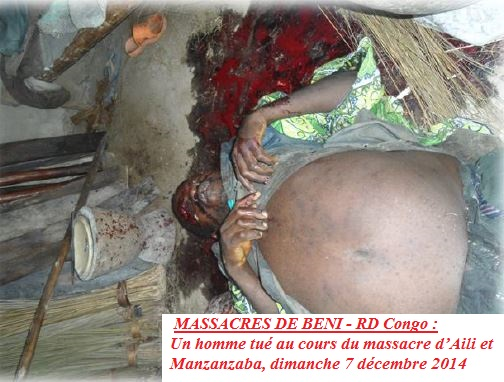 MASSACRES DE BENI - RD Congo :
Un homme tué au cours du massacre d'Aili et
Manzanzaba, dimanche 7 décembre 2014